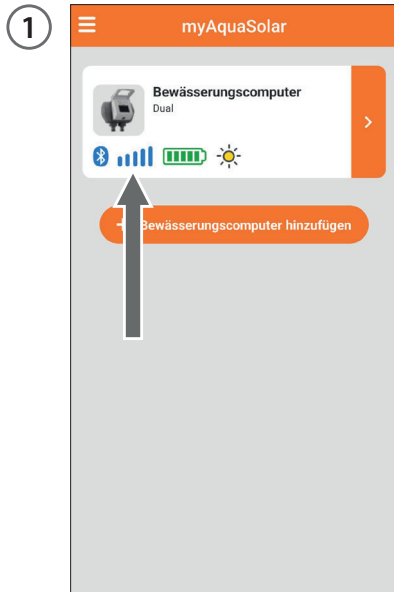 1
myAquaSolar
Bewässerungscomputer
Dual
+ Bewässerungscomputer hinzufügen